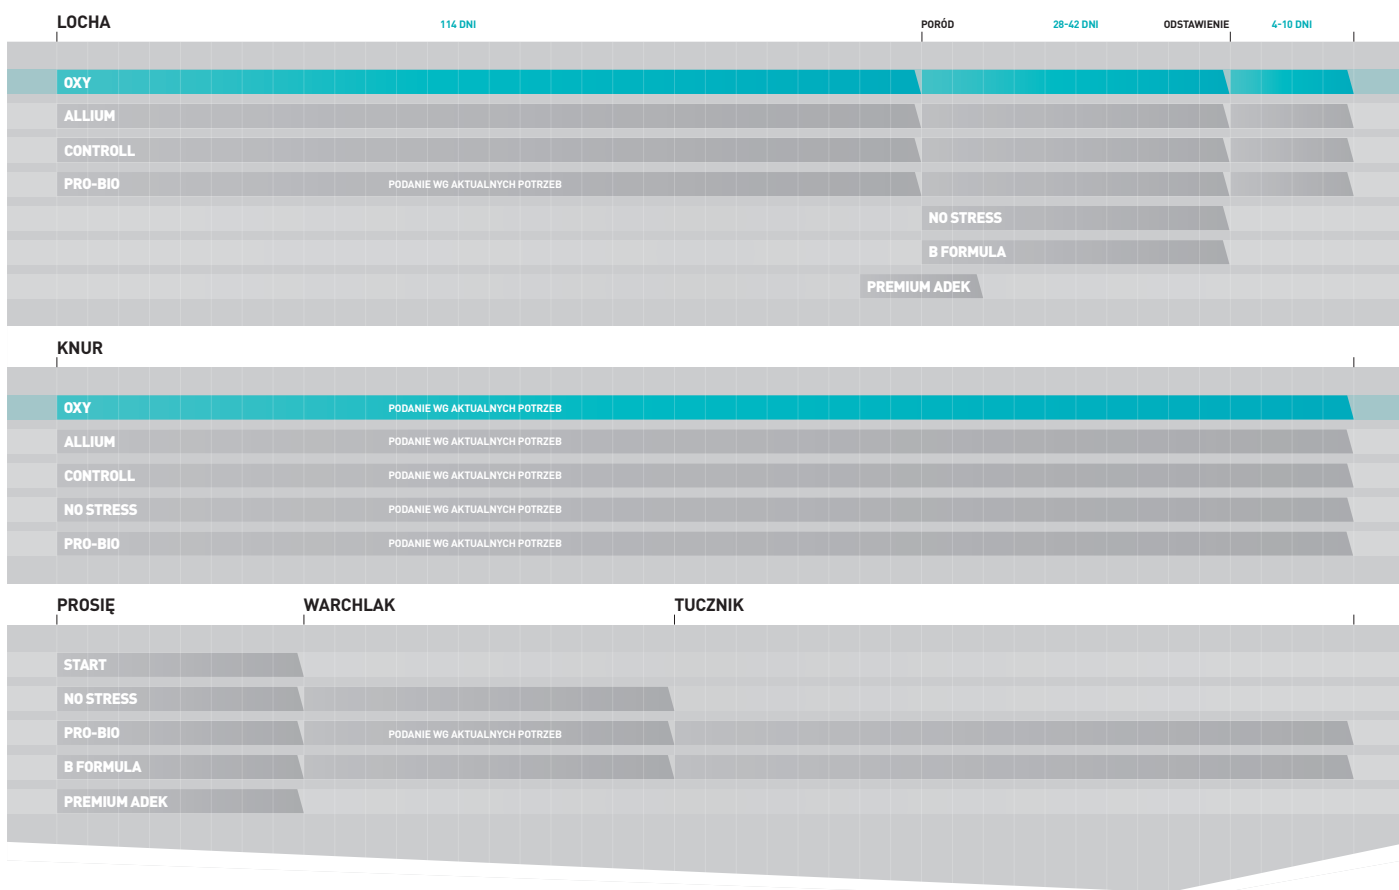 LOCHA 114 DNI PORÓD 28-42 DNI ODSTAWIENIE 4-10 DNI
OXY
ALLIUM
CONTROLL
PRO-BIO PODANIE WG AKTUALNYCH POTRZEB
NO STRESS
B FORMULA
PREMIUM ADEK
KNUR
OXY PODANIE WG AKTUALNYCH POTRZEB
ALLIUM PODANIE WG AKTUALNYCH POTRZEB
CONTROLL PODANIE WG AKTUALNYCH POTRZEB
NO STRESS PODANIE WG AKTUALNYCH POTRZEB
PRO-BIO PODANIE WG AKTUALNYCH POTRZEB
PROSIĘ WARCHLAK TUCZNIK
START
NO STRESS
PRO-BIO PODANIE WG AKTUALNYCH POTRZEB
B FORMULA
PREMIUM ADEK